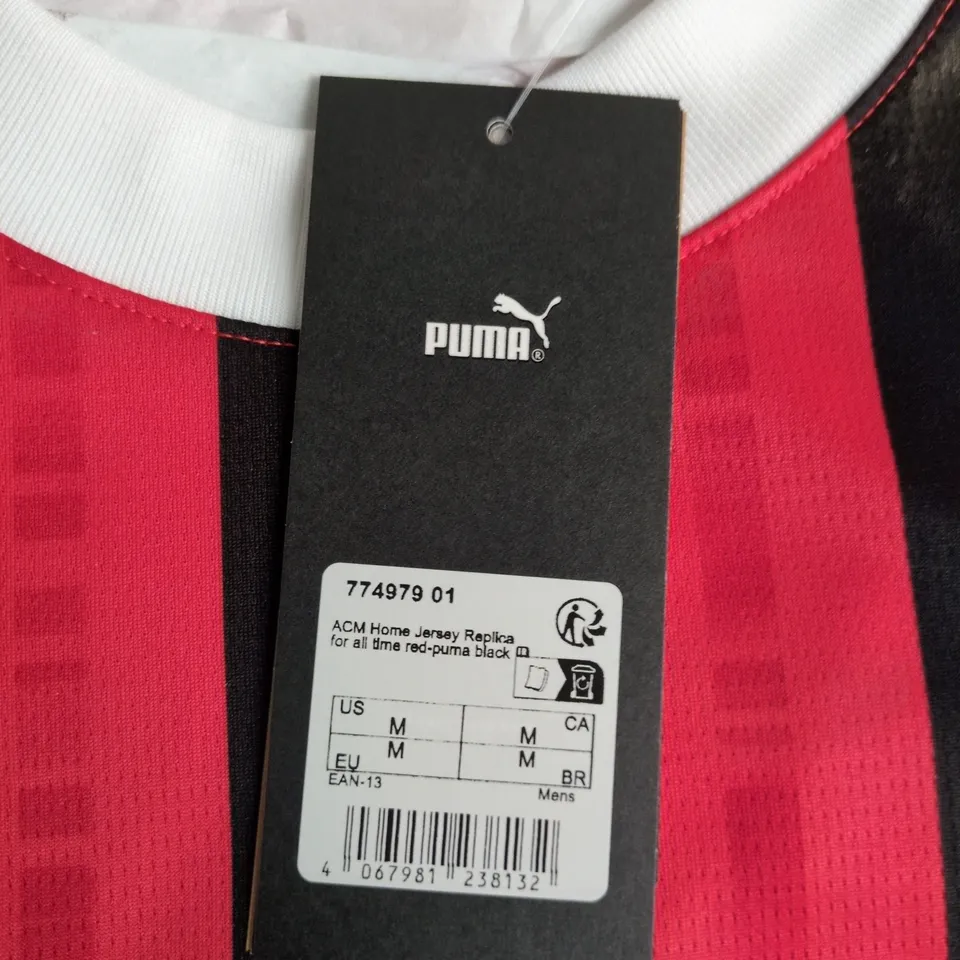 PUMA®
774979 01
ACM Home Jersey Replica
for all time red-puma black
US M M CA
EU M M BR
EAN-13 Mens
4 067981 238132